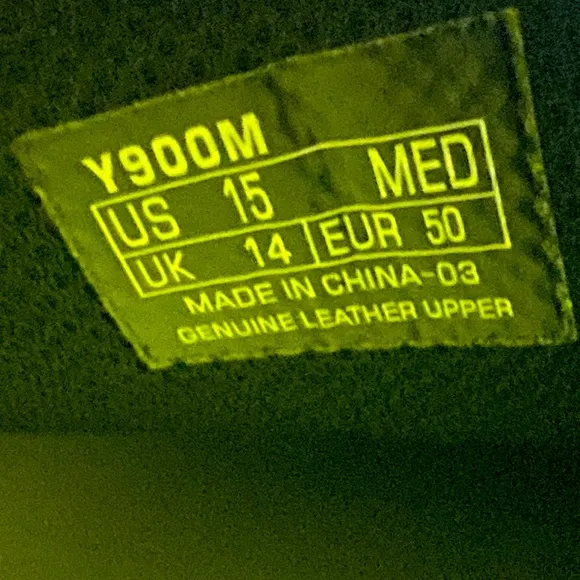 Y900M
US 15 MED
UK 14 EUR 50
MADE IN CHINA-03
GENUINE LEATHER UPPER